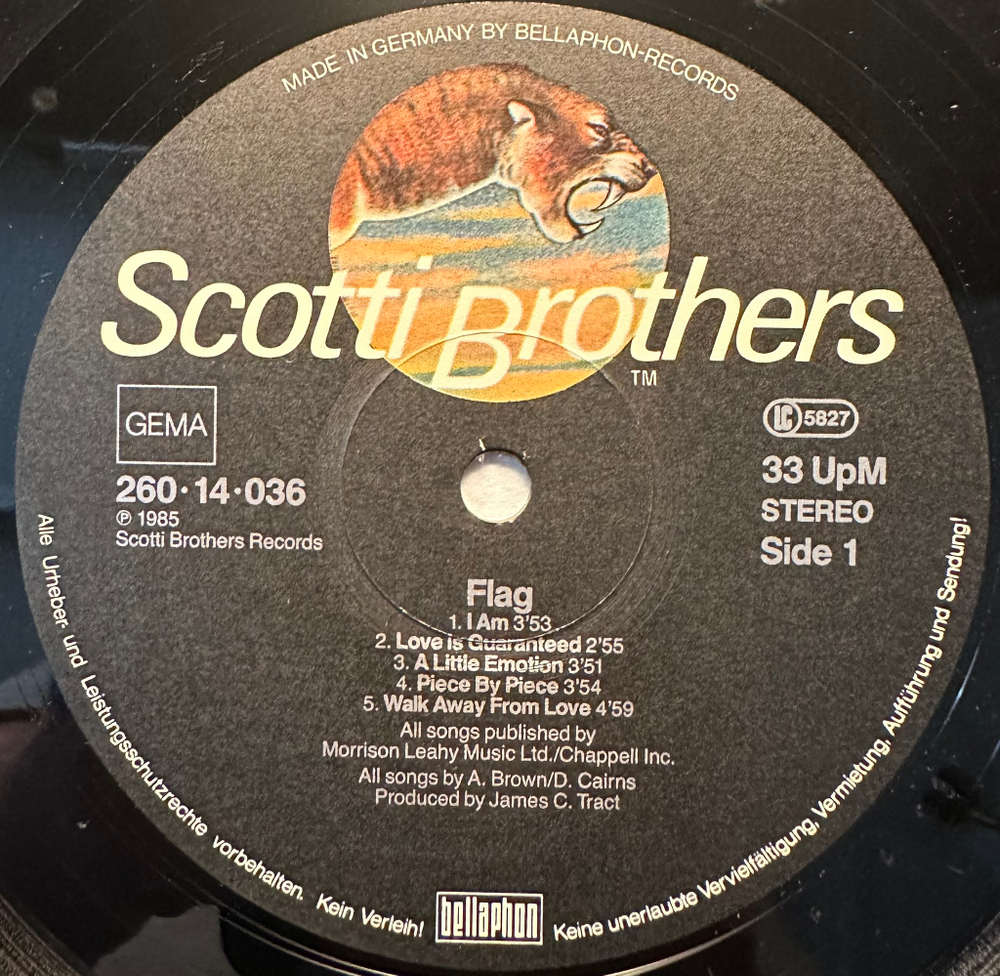 MADE IN GERMANY BY BELLAPHON-RECORDS
Scotti Brothers
TM
GEMA
260·14·036
℗ 1985
Scotti Brothers Records
LC 5827
33 UpM
STEREO
Side 1
Flag
1. I Am 3'53
2. Love is Guaranteed 2'55
3. A Little Emotion 3'51
4. Piece By Piece 3'54
5. Walk Away From Love 4'59
All songs published by
Morrison Leahy Music Ltd./Chappell Inc.
All songs by A. Brown/D. Cairns
Produced by James C. Tract
Alle Urheber- und Leistungsschutzrechte vorbehalten. Kein Verleih!
bellaphon
Keine unerlaubte Vervielfältigung, Vermietung, Aufführung und Sendung!